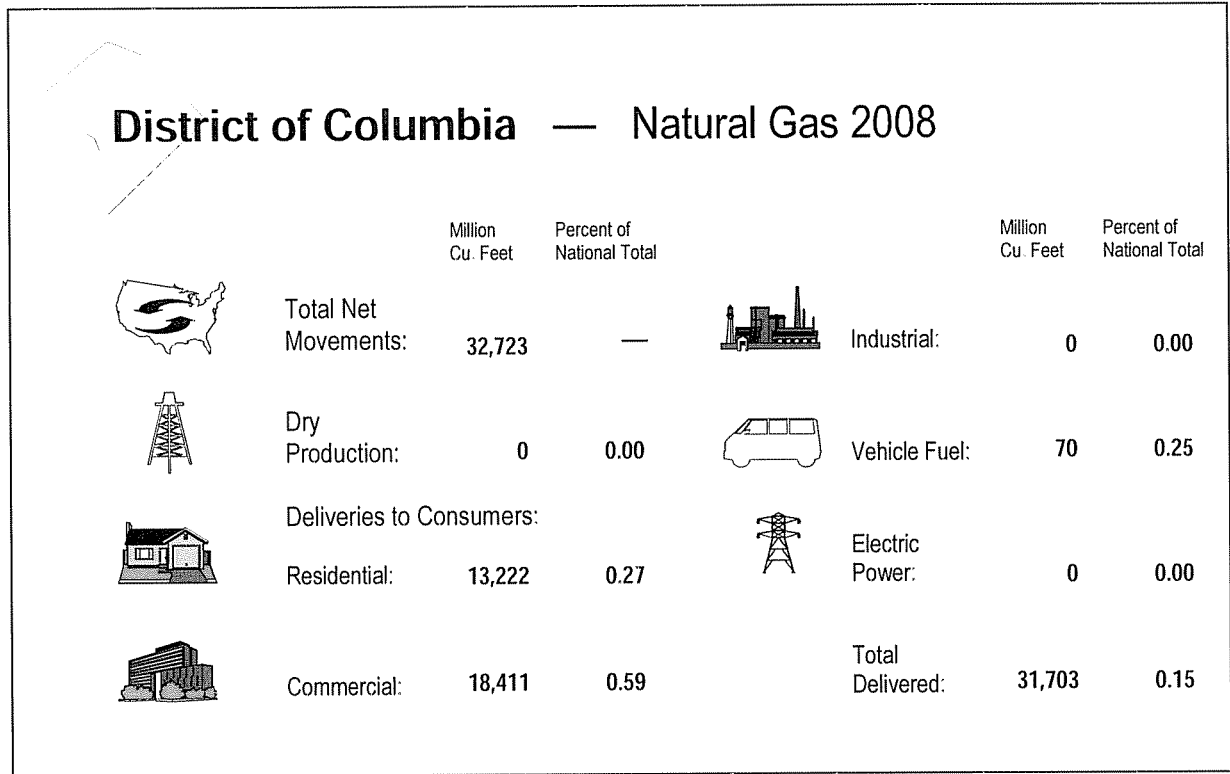 District of Columbia — Natural Gas 2008
Million Percent of
Cu. Feet National Total
Total Net
Movements: 32,723 —
Dry
Production: 0 0.00
Deliveries to Consumers:
Residential: 13,222 0.27
Commercial: 18,411 0.59
Million Percent of
Cu. Feet National Total
Industrial: 0 0.00
Vehicle Fuel: 70 0.25
Electric
Power: 0 0.00
Total
Delivered: 31,703 0.15